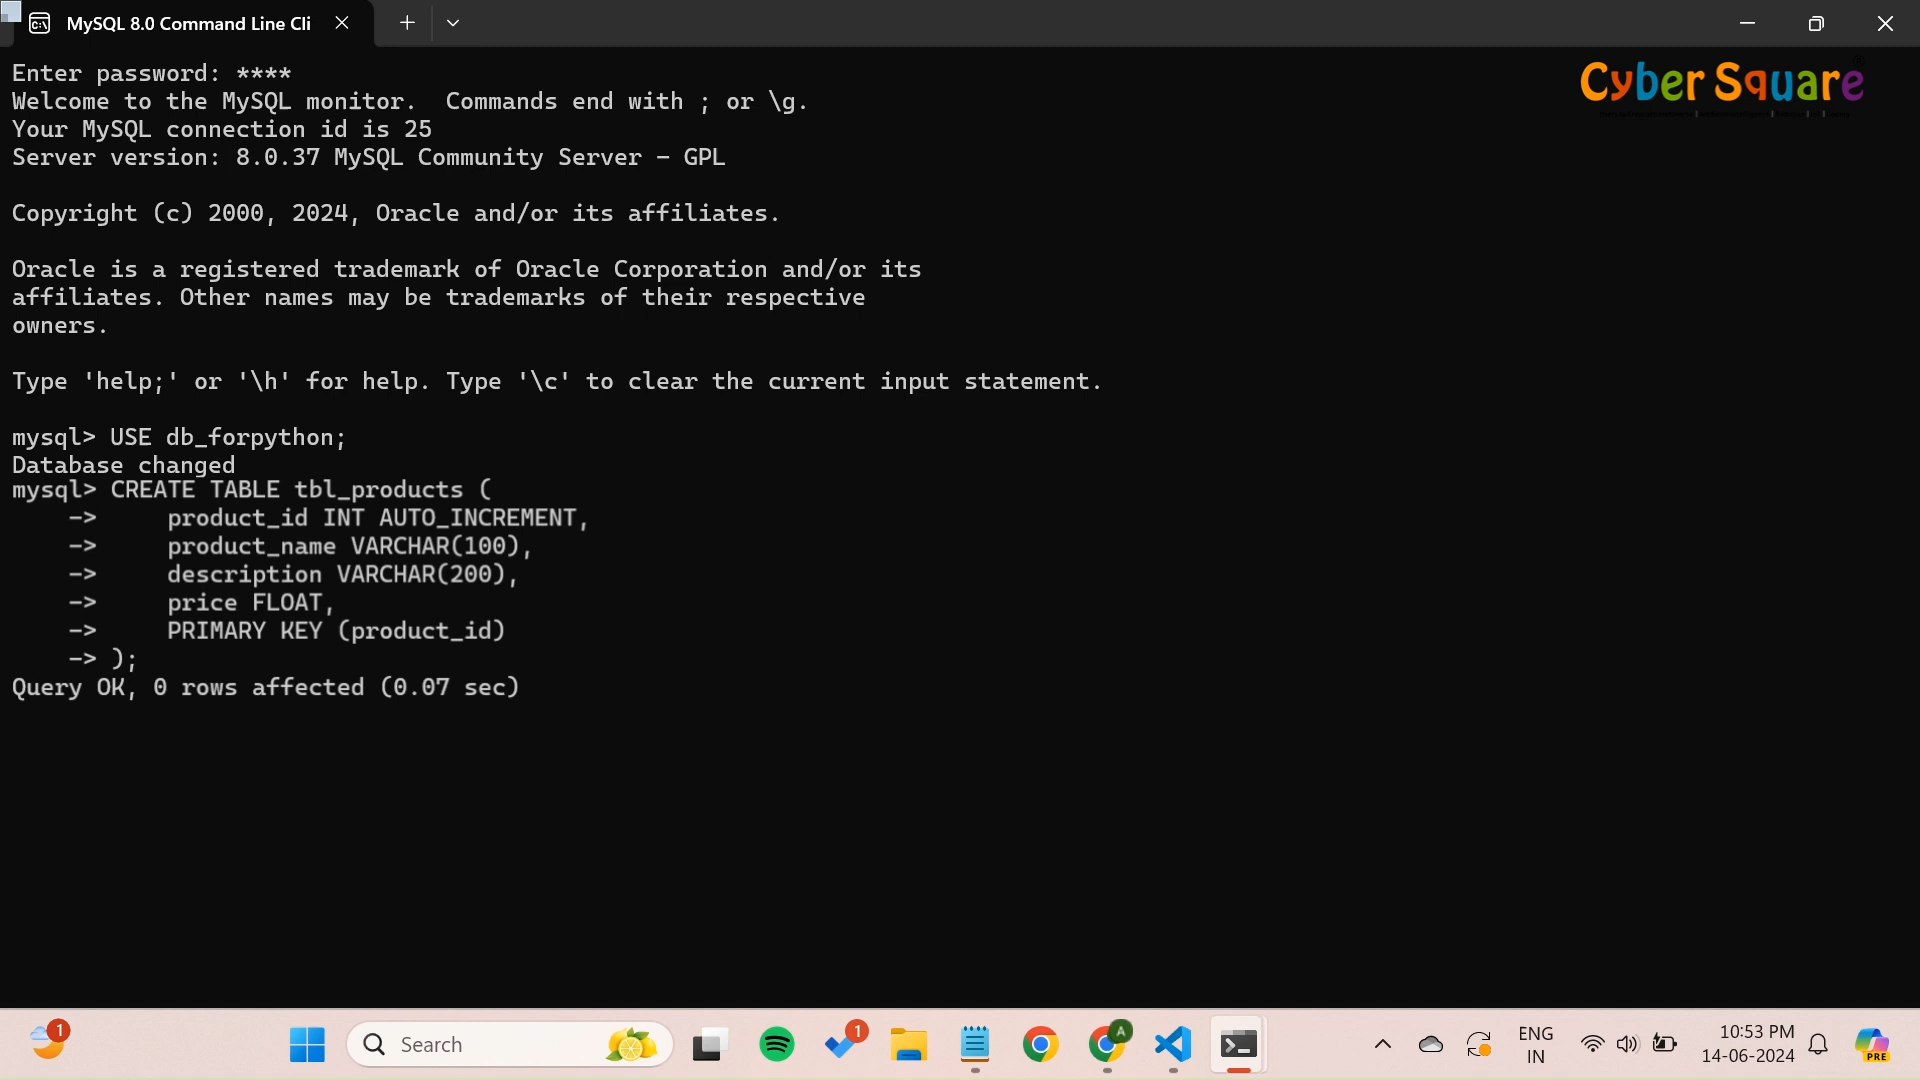 MySQL 8.0 Command Line Cli
Enter password: ****
Cyber Square
Welcome to the MySQL monitor.  Commands end with ; or \g.
Your MySQL connection id is 25
Server version: 8.0.37 MySQL Community Server - GPL
Copyright (c) 2000, 2024, Oracle and/or its affiliates.
Oracle is a registered trademark of Oracle Corporation and/or its
affiliates. Other names may be trademarks of their respective
owners.
Type 'help;' or '\h' for help. Type '\c' to clear the current input statement.
mysql> USE db_forpython;
Database changed
mysql> CREATE TABLE tbl_products (
    ->     product_id INT AUTO_INCREMENT,
    ->     product_name VARCHAR(100),
    ->     description VARCHAR(200),
    ->     price FLOAT,
    ->     PRIMARY KEY (product_id)
    -> );
Query OK, 0 rows affected (0.07 sec)
1
Search
1
A
ENG
IN
10:53 PM
14-06-2024
PRE